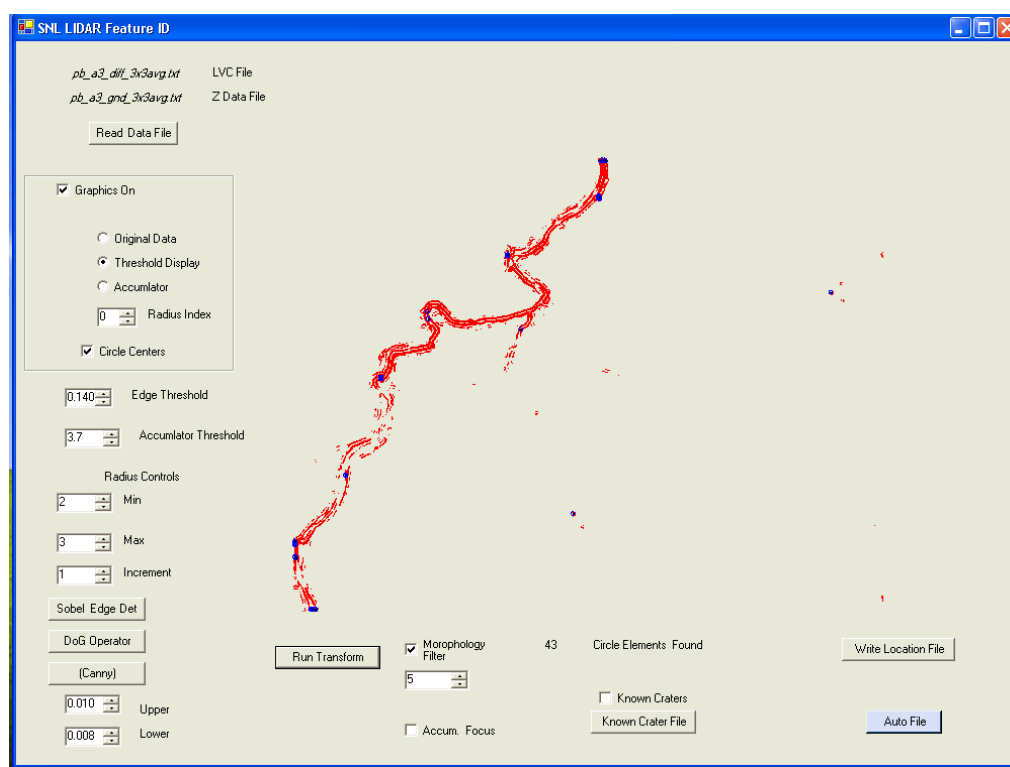 SNL LIDAR Feature ID
pb_a3_diff_3x3avg.txt LVC File
pb_a3_gnd_3x3avg.txt Z Data File
Read Data File
Graphics On
Original Data
Threshold Display
Accumlator
0 Radius Index
Circle Centers
0.140 Edge Threshold
3.7 Accumlator Threshold
Radius Controls
2 Min
3 Max
1 Increment
Sobel Edge Det
DoG Operator
(Canny)
0.010 Upper
0.008 Lower
Run Transform
Morophology
Filter
5
Accum. Focus
43 Circle Elements Found
Known Craters
Known Crater File
Write Location File
Auto File